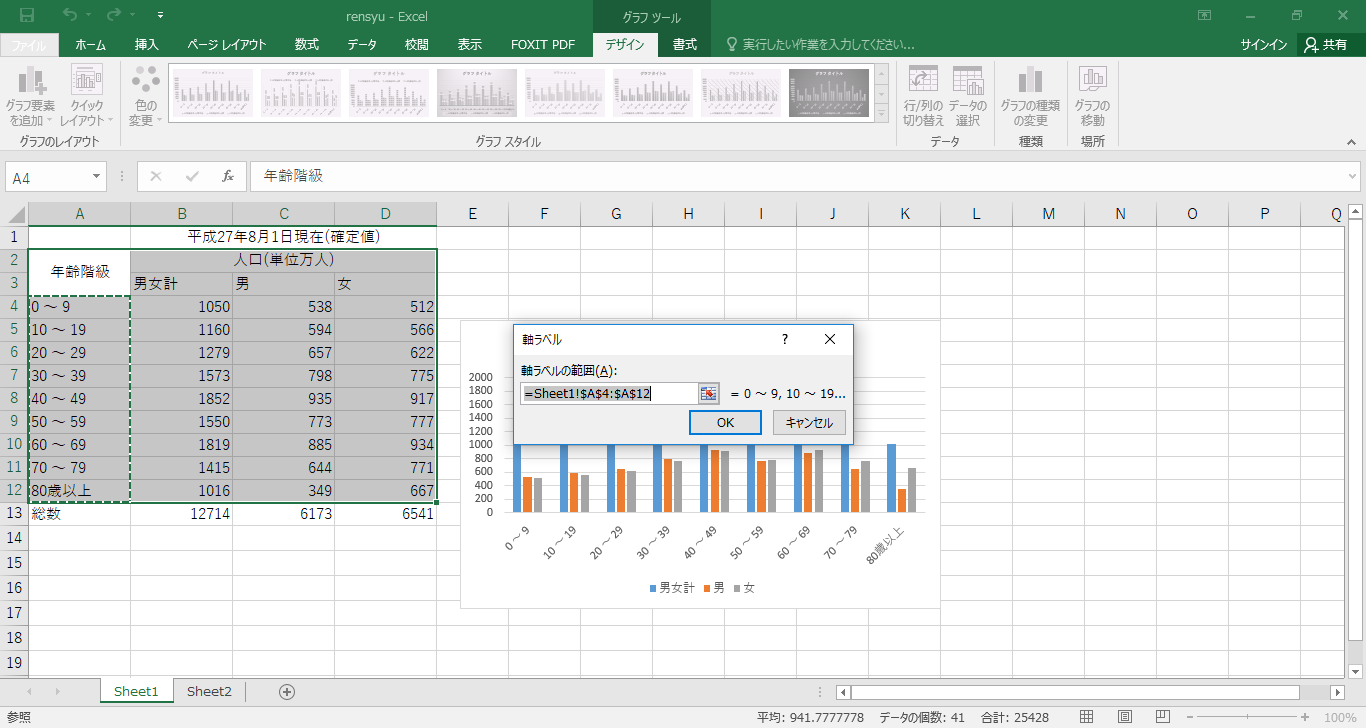 rensyu - Excel
グラフ ツール
ファイル ホーム 挿入 ページ レイアウト 数式 データ 校閲 表示 FOXIT PDF デザイン 書式 実行したい作業を入力してください... サインイン 共有
グラフ要素を追加 クイックレイアウト 色の変更 行/列の切り替え データの選択 グラフの種類の変更 グラフの移動
グラフのレイアウト グラフ スタイル データ 種類 場所
A4 fx 年齢階級
A B C D E F G H I J K L M N O P Q
1 平成27年8月1日現在(確定値)
2 年齢階級 人口(単位万人)
3 男女計 男 女
4 0 ～ 9 1050 538 512
5 10 ～ 19 1160 594 566
6 20 ～ 29 1279 657 622
7 30 ～ 39 1573 798 775
8 40 ～ 49 1852 935 917
9 50 ～ 59 1550 773 777
10 60 ～ 69 1819 885 934
11 70 ～ 79 1415 644 771
12 80歳以上 1016 349 667
13 総数 12714 6173 6541
14
15
16
17
18
19
軸ラベル ?
軸ラベルの範囲(A):
=Sheet1!$A$4:$A$12 = 0 ～ 9, 10 ～ 19...
OK キャンセル
2000
1800
1600
1400
1200
1000
800
600
400
200
0
0 ～ 9 10 ～ 19 20 ～ 29 30 ～ 39 40 ～ 49 50 ～ 59 60 ～ 69 70 ～ 79 80歳以上
男女計 男 女
Sheet1 Sheet2
参照 平均: 941.7777778 データの個数: 41 合計: 25428 100%